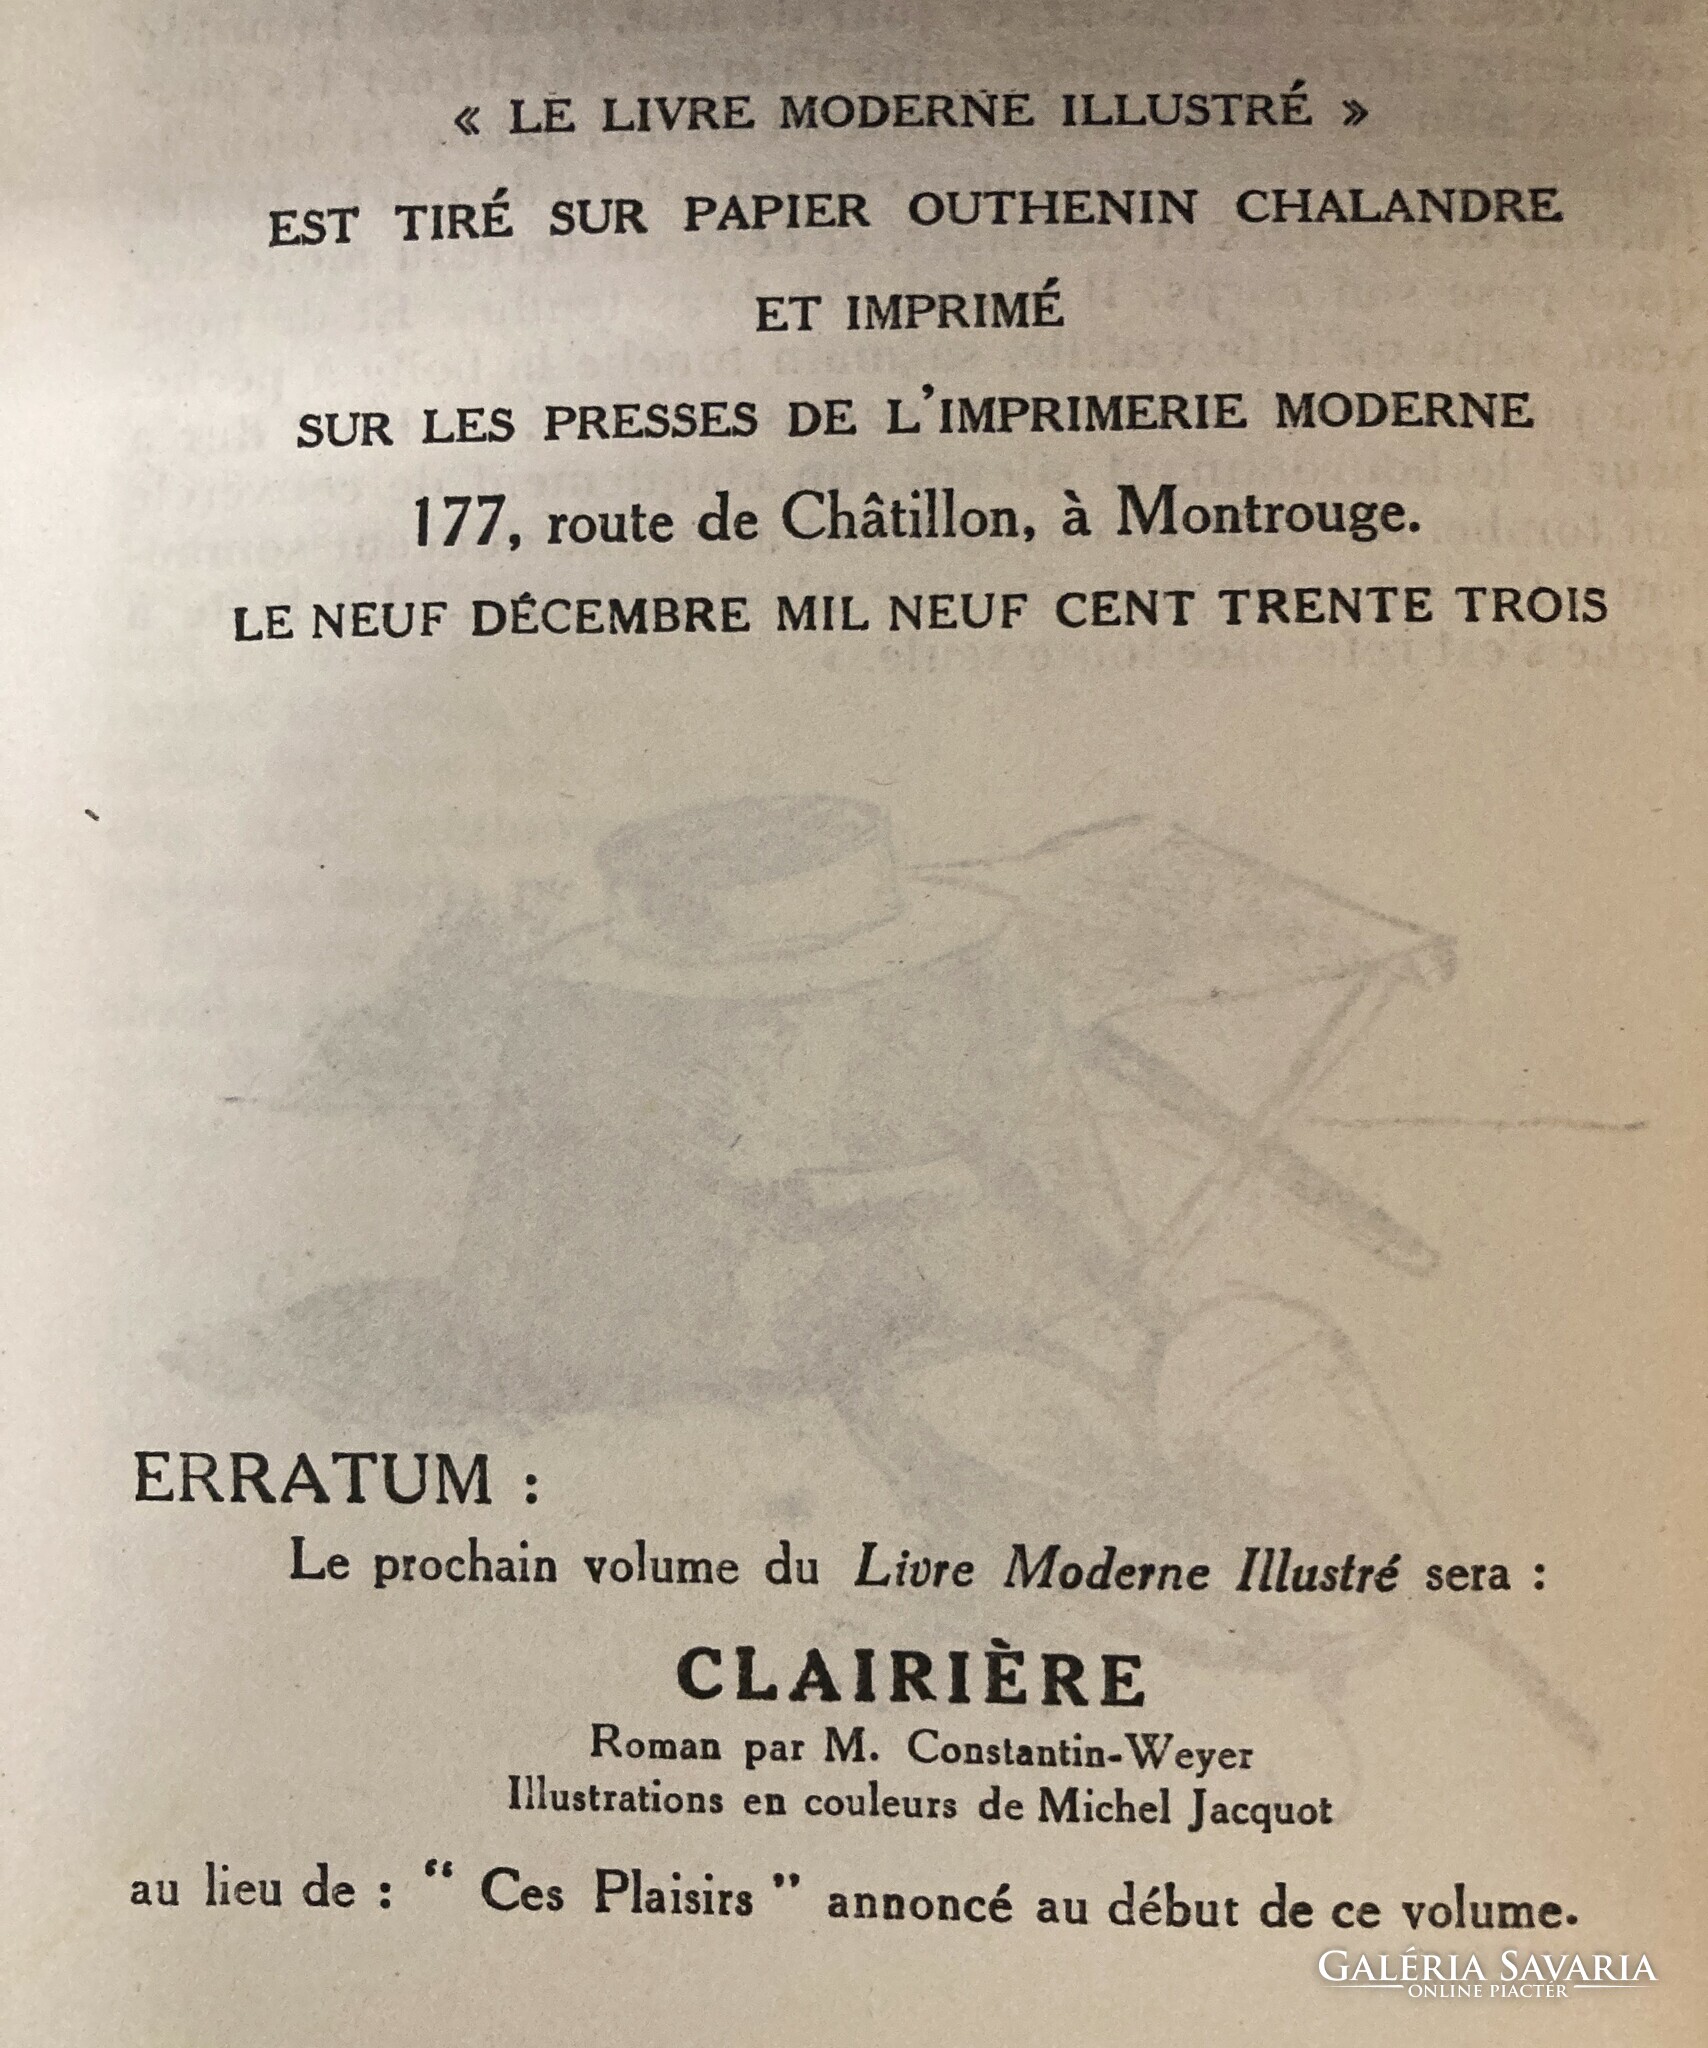 « LE LIVRE MODERNE ILLUSTRÉ »
EST TIRÉ SUR PAPIER OUTHENIN CHALANDRE
ET IMPRIMÉ
SUR LES PRESSES DE L'IMPRIMERIE MODERNE
177, route de Châtillon, à Montrouge.
LE NEUF DÉCEMBRE MIL NEUF CENT TRENTE TROIS
ERRATUM :
Le prochain volume du Livre Moderne Illustré sera :
CLAIRIÈRE
Roman par M. Constantin-Weyer
Illustrations en couleurs de Michel Jacquot
au lieu de : “ Ces Plaisirs ” annoncé au début de ce volume.
GALÉRIA SAVARIA
ONLINE PIACTÉR